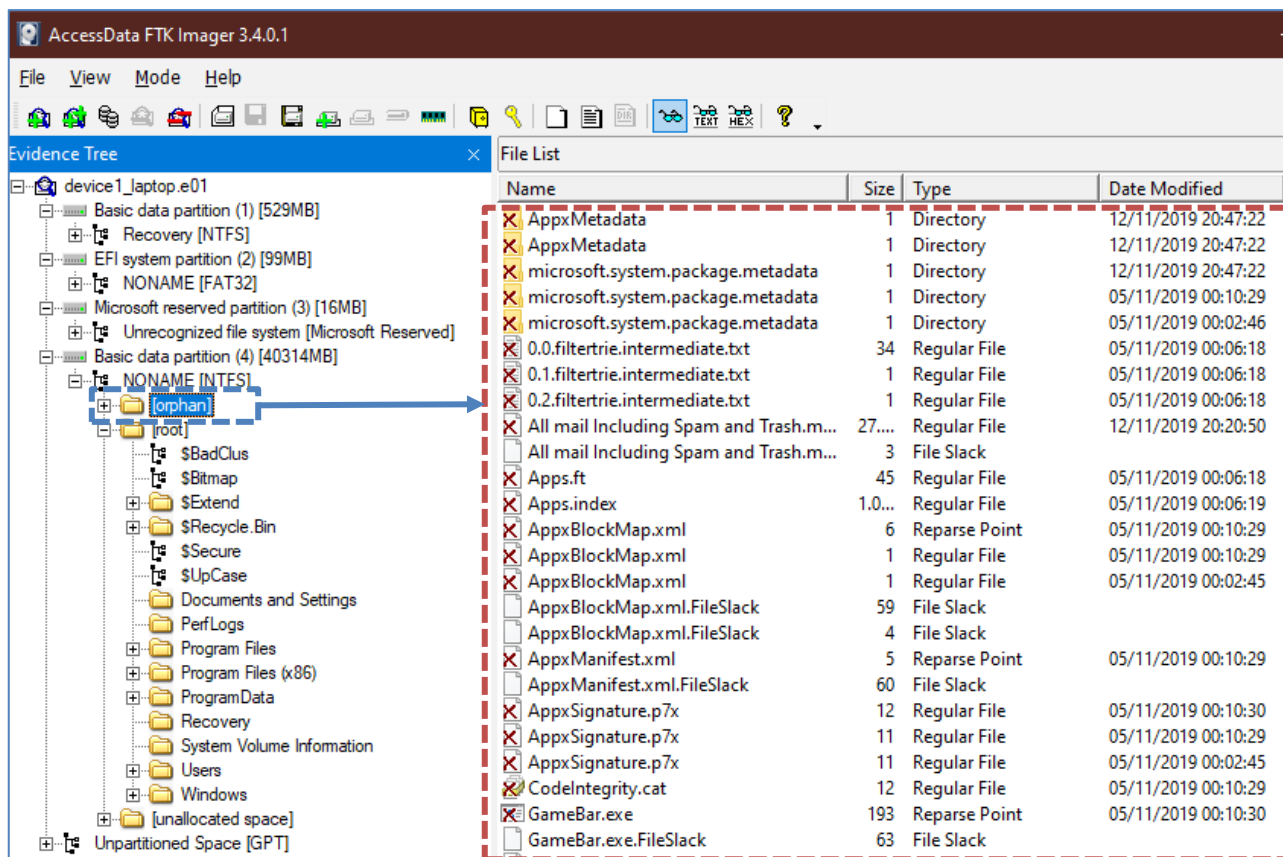 AccessData FTK Imager 3.4.0.1
File View Mode Help
DIR TEXT HEX ?
Evidence Tree
device1_laptop.e01
Basic data partition (1) [529MB]
Recovery [NTFS]
EFI system partition (2) [99MB]
NONAME [FAT32]
Microsoft reserved partition (3) [16MB]
Unrecognized file system [Microsoft Reserved]
Basic data partition (4) [40314MB]
NONAME [NTFS]
[orphan]
[root]
$BadClus
$Bitmap
$Extend
$Recycle.Bin
$Secure
$UpCase
Documents and Settings
PerfLogs
Program Files
Program Files (x86)
ProgramData
Recovery
System Volume Information
Users
Windows
[unallocated space]
Unpartitioned Space [GPT]
File List
Name Size Type Date Modified
AppxMetadata 1 Directory 12/11/2019 20:47:22
AppxMetadata 1 Directory 12/11/2019 20:47:22
microsoft.system.package.metadata 1 Directory 12/11/2019 20:47:22
microsoft.system.package.metadata 1 Directory 05/11/2019 00:10:29
microsoft.system.package.metadata 1 Directory 05/11/2019 00:02:46
0.0.filtertrie.intermediate.txt 34 Regular File 05/11/2019 00:06:18
0.1.filtertrie.intermediate.txt 1 Regular File 05/11/2019 00:06:18
0.2.filtertrie.intermediate.txt 1 Regular File 05/11/2019 00:06:18
All mail Including Spam and Trash.m... 27.... Regular File 12/11/2019 20:20:50
All mail Including Spam and Trash.m... 3 File Slack
Apps.ft 45 Regular File 05/11/2019 00:06:18
Apps.index 1.0... Regular File 05/11/2019 00:06:19
AppxBlockMap.xml 6 Reparse Point 05/11/2019 00:10:29
AppxBlockMap.xml 1 Regular File 05/11/2019 00:10:29
AppxBlockMap.xml 1 Regular File 05/11/2019 00:02:45
AppxBlockMap.xml.FileSlack 59 File Slack
AppxBlockMap.xml.FileSlack 4 File Slack
AppxManifest.xml 5 Reparse Point 05/11/2019 00:10:29
AppxManifest.xml.FileSlack 60 File Slack
AppxSignature.p7x 12 Regular File 05/11/2019 00:10:30
AppxSignature.p7x 11 Regular File 05/11/2019 00:10:29
AppxSignature.p7x 11 Regular File 05/11/2019 00:02:45
CodeIntegrity.cat 12 Regular File 05/11/2019 00:10:29
GameBar.exe 193 Reparse Point 05/11/2019 00:10:30
GameBar.exe.FileSlack 63 File Slack